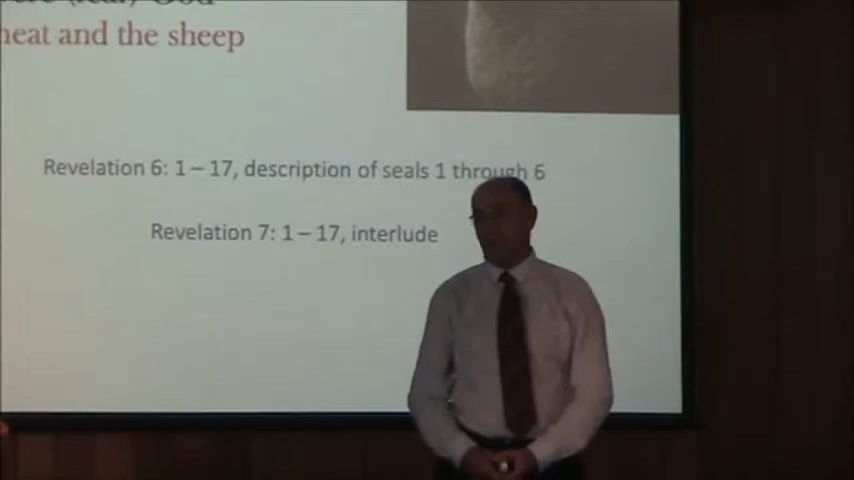 God
heat and the sheep
Revelation 6: 1 – 17, description of seals 1 through 6
Revelation 7: 1 – 17, interlude